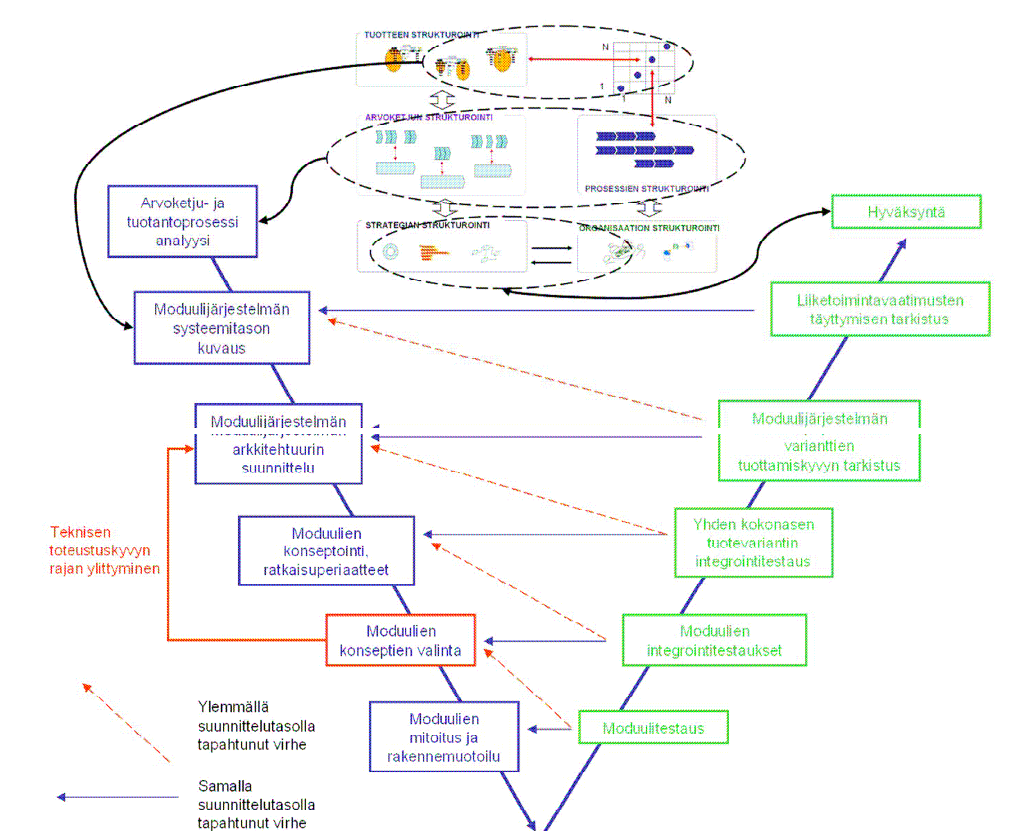 TUOTTEEN STRUKTUROINTI
N
1
1
N
ARVOKETJUN STRUKTUROINTI
PROSESSIEN STRUKTUROINTI
STRATEGIAN STRUKTUROINTI
ORGANISAATION STRUKTUROINTI
Arvoketju- ja
tuotantoprosessi
analyysi
Hyväksyntä
Moduulijärjestelmän
systeemitason
kuvaus
Liiketoimintavaatimusten
täyttymisen tarkistus
Moduulijärjestelmän
Moduulijärjestelmän
arkkitehtuurin
suunnittelu
Moduulijärjestelmän
varianttien
tuottamiskyvyn tarkistus
Teknisen
toteutuskyvyn
rajan ylittyminen
Moduulien
konseptointi,
ratkaisuperiaatteet
Yhden kokonasen
tuotevariantin
integrointitestaus
Moduulien
konseptien valinta
Moduulien
integrointitestaukset
Moduulien
mitoitus ja
rakennemuotoilu
Moduulitestaus
Ylemmällä
suunnittelutasolla
tapahtunut virhe
Samalla
suunnittelutasolla
tapahtunut virhe